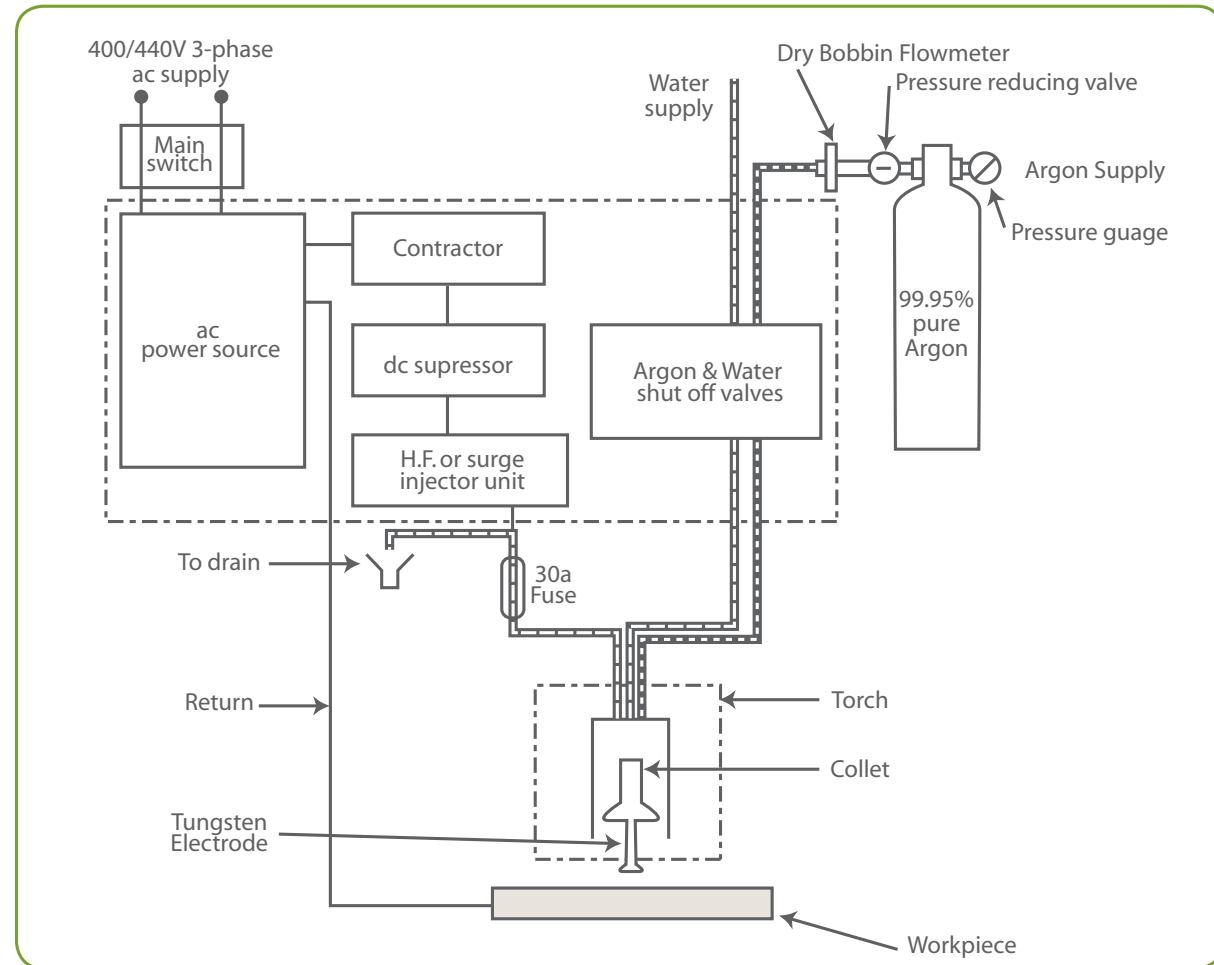 400/440V 3-phase
ac supply
Main
switch
Water
supply
Dry Bobbin Flowmeter
Pressure reducing valve
Argon Supply
Pressure guage
99.95%
pure
Argon
Contractor
ac
power source
dc supressor
Argon & Water
shut off valves
H.F. or surge
injector unit
To drain
30a
Fuse
Return
Torch
Collet
Tungsten
Electrode
Workpiece